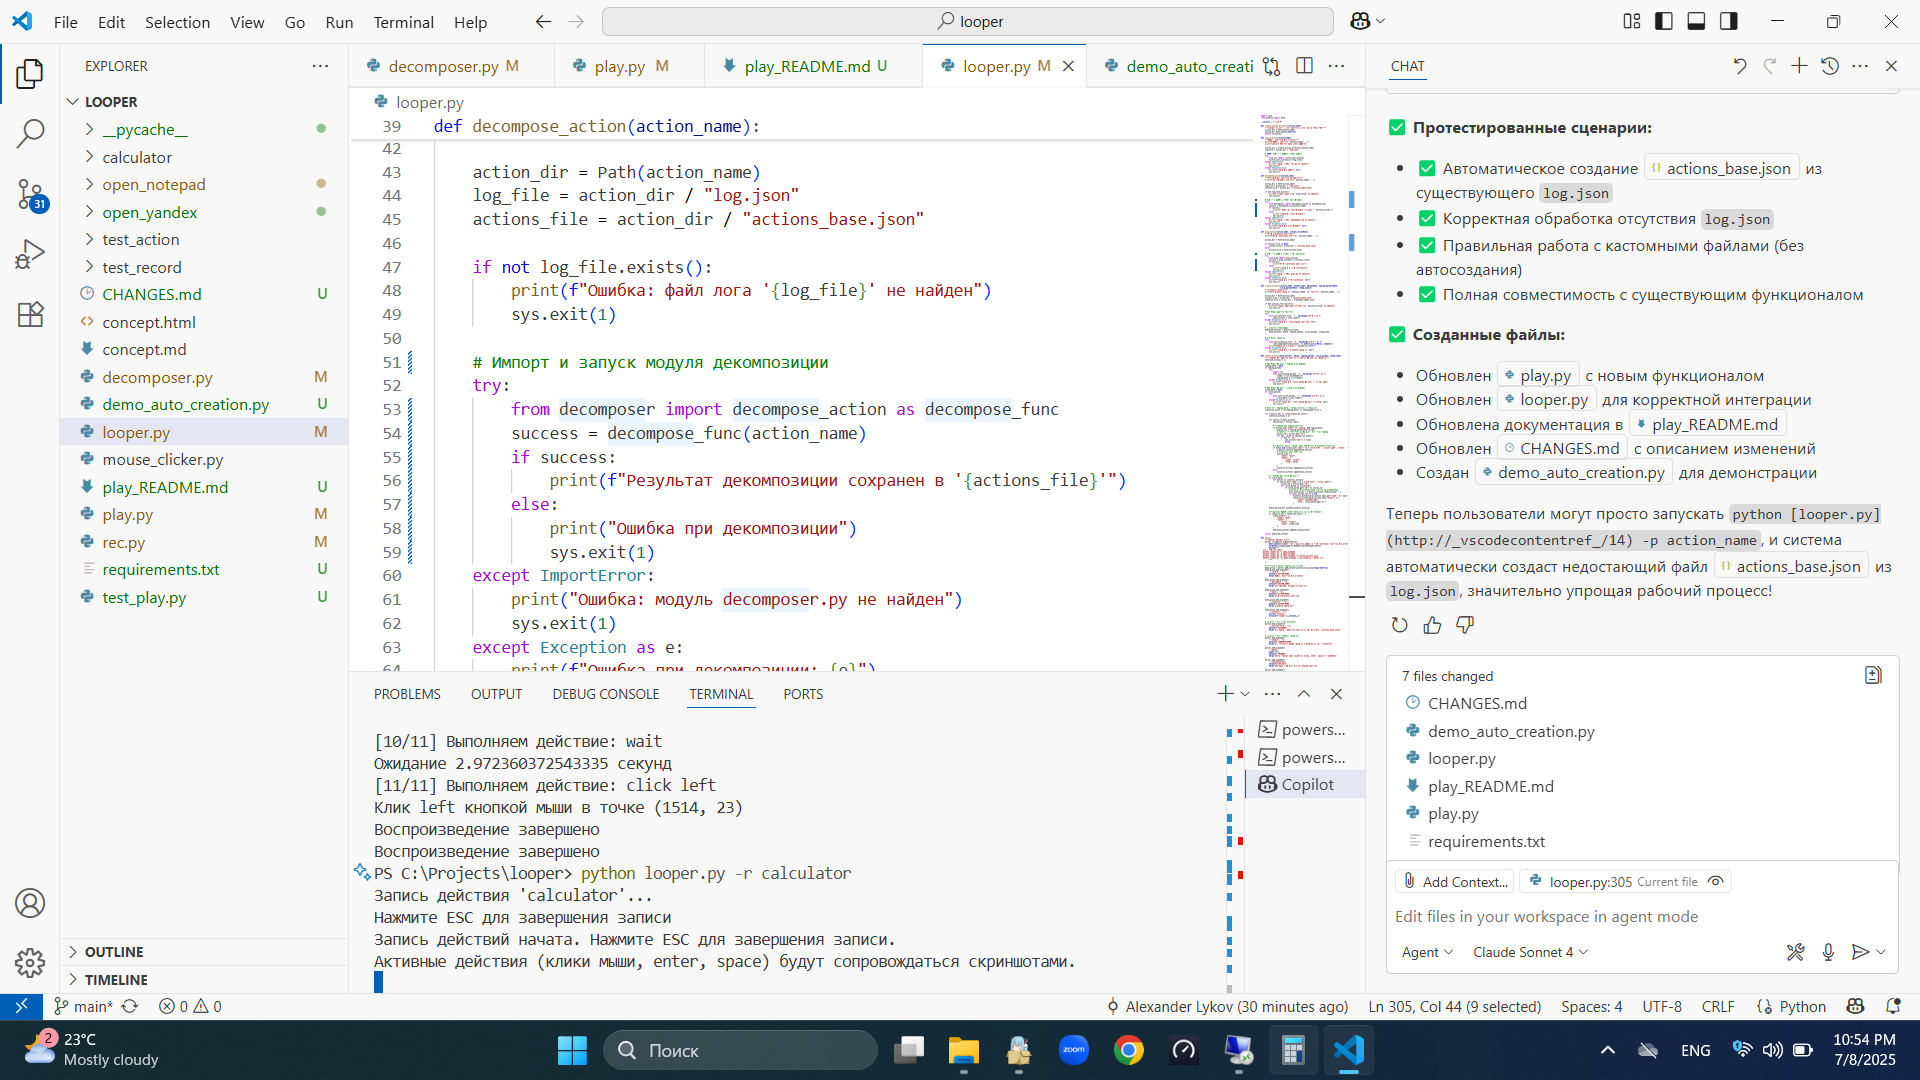 File Edit Selection View Go Run Terminal Help
looper
EXPLORER
LOOPER
__pycache__
calculator
open_notepad
open_yandex
test_action
test_record
CHANGES.md U
concept.html
concept.md
decomposer.py M
demo_auto_creation.py U
looper.py M
mouse_clicker.py
play_README.md U
play.py M
rec.py M
requirements.txt U
test_play.py U
OUTLINE
TIMELINE
31
decomposer.py M play.py M play_README.md U looper.py M demo_auto_creati
looper.py
39 def decompose_action(action_name):
42
43 action_dir = Path(action_name)
44 log_file = action_dir / "log.json"
45 actions_file = action_dir / "actions_base.json"
46
47 if not log_file.exists():
48 print(f"Ошибка: файл лога '{log_file}' не найден")
49 sys.exit(1)
50
51 # Импорт и запуск модуля декомпозиции
52 try:
53 from decomposer import decompose_action as decompose_func
54 success = decompose_func(action_name)
55 if success:
56 print(f"Результат декомпозиции сохранен в '{actions_file}'")
57 else:
58 print("Ошибка при декомпозиции")
59 sys.exit(1)
60 except ImportError:
61 print("Ошибка: модуль decomposer.py не найден")
62 sys.exit(1)
63 except Exception as e:
64 print(f"Ошибка при декомпозиции: {e}")
PROBLEMS OUTPUT DEBUG CONSOLE TERMINAL PORTS
[10/11] Выполняем действие: wait
Ожидание 2.972360372543335 секунд
[11/11] Выполняем действие: click left
Клик left кнопкой мыши в точке (1514, 23)
Воспроизведение завершено
Воспроизведение завершено
PS C:\Projects\looper> python looper.py -r calculator
Запись действия 'calculator'...
Нажмите ESC для завершения записи
Запись действий начата. Нажмите ESC для завершения записи.
Активные действия (клики мыши, enter, space) будут сопровождаться скриншотами.
powers...
powers...
Copilot
CHAT
Протестированные сценарии:
Автоматическое создание actions_base.json из
существующего log.json
Корректная обработка отсутствия log.json
Правильная работа с кастомными файлами (без
автосоздания)
Полная совместимость с существующим функционалом
Созданные файлы:
Обновлен play.py с новым функционалом
Обновлен looper.py для корректной интеграции
Обновлена документация в play_README.md
Обновлен CHANGES.md с описанием изменений
Создан demo_auto_creation.py для демонстрации
Теперь пользователи могут просто запускать python [looper.py]
(http://_vscodecontentref_/14) -p action_name, и система
автоматически создаст недостающий файл actions_base.json из
log.json, значительно упрощая рабочий процесс!
7 files changed
CHANGES.md
demo_auto_creation.py
looper.py
play_README.md
play.py
requirements.txt
Add Context... looper.py:305 Current file
Edit files in your workspace in agent mode
Agent Claude Sonnet 4
main* 0 0 Alexander Lykov (30 minutes ago) Ln 305, Col 44 (9 selected) Spaces: 4 UTF-8 CRLF Python
2
23°C
Mostly cloudy
Поиск
zoom
ENG
10:54 PM
7/8/2025